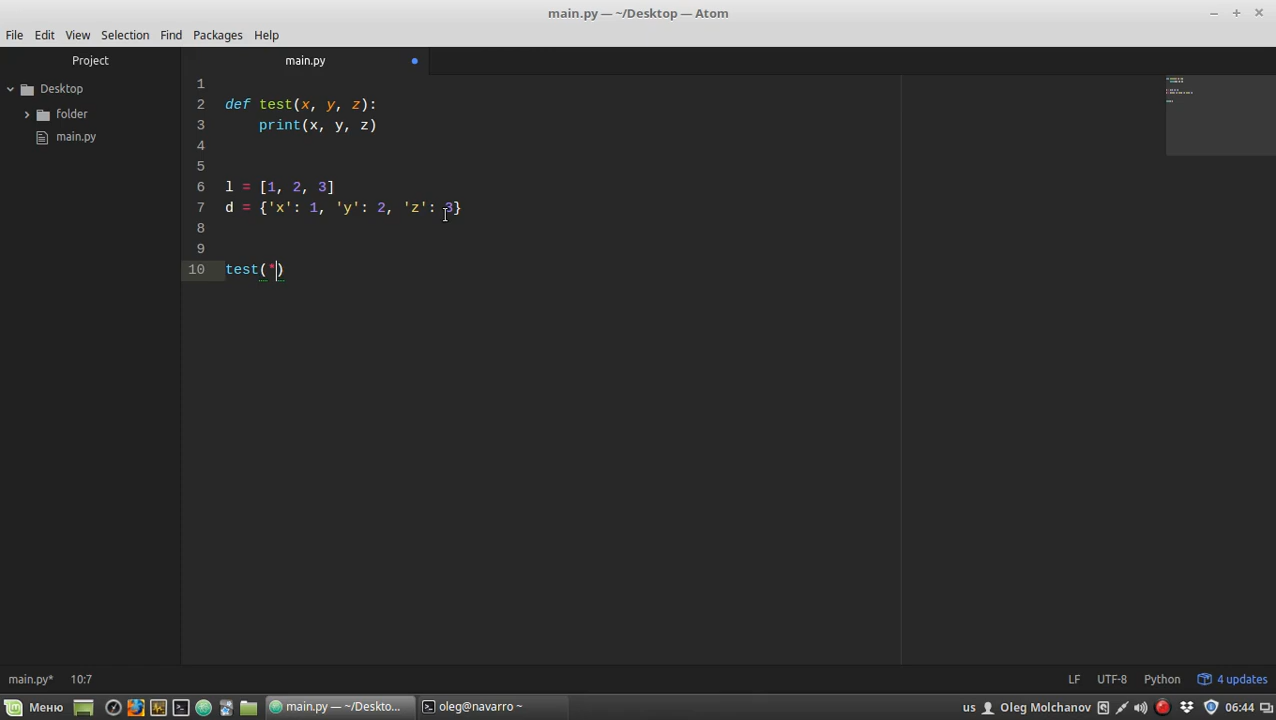 main.py — ~/Desktop — Atom
File Edit View Selection Find Packages Help
Project
main.py
Desktop
folder
main.py
1
2 def test(x, y, z):
3     print(x, y, z)
4
5
6 l = [1, 2, 3]
7 d = {'x': 1, 'y': 2, 'z': 3}
8
9
10 test(*)
main.py* 10:7 LF UTF-8 Python 4 updates
Меню main.py — ~/Deskto... oleg@navarro ~ us Oleg Molchanov 06:44